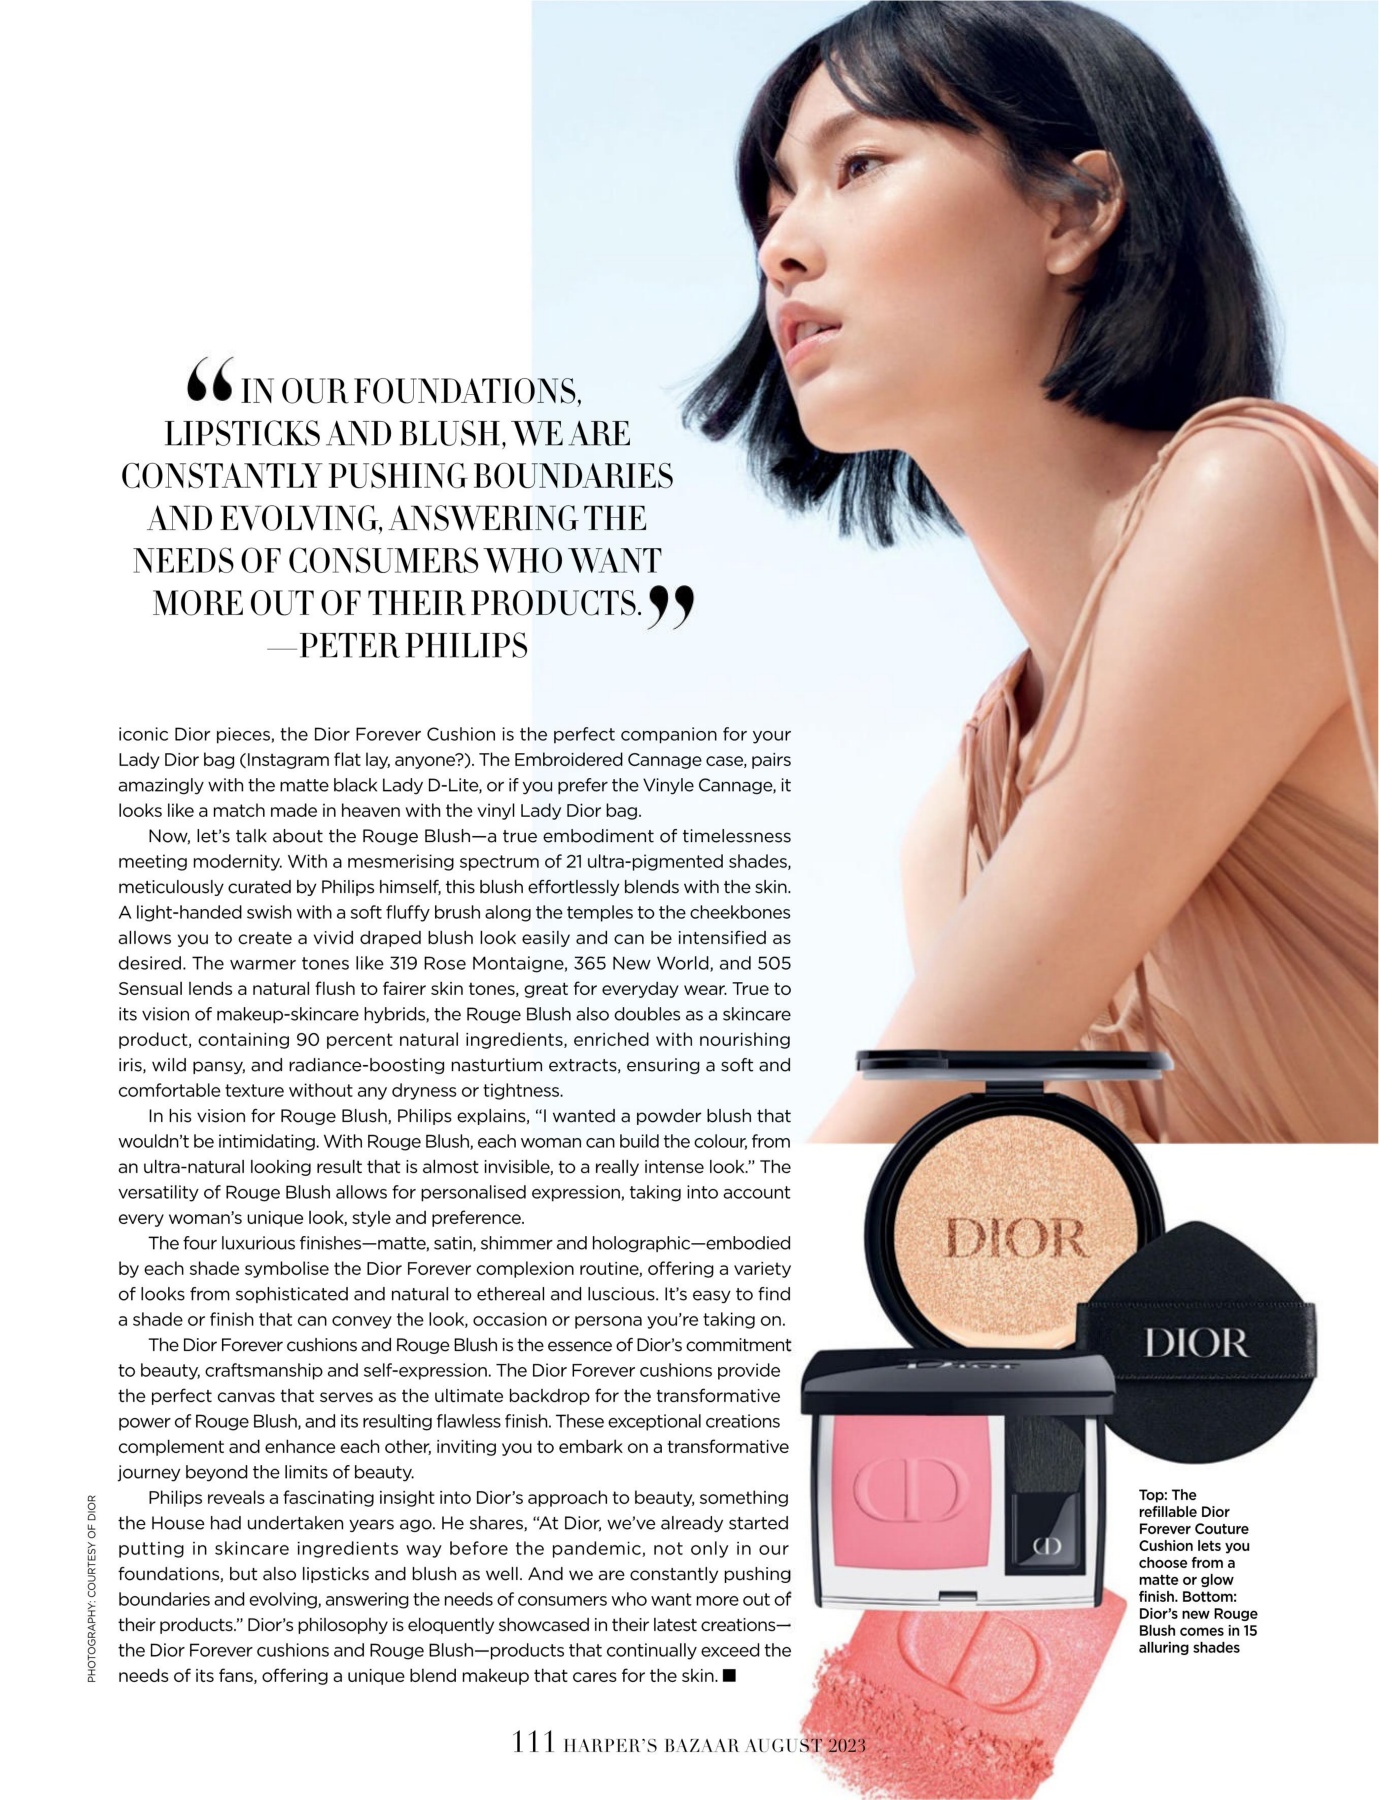 “IN OUR FOUNDATIONS,
LIPSTICKS AND BLUSH, WE ARE
CONSTANTLY PUSHING BOUNDARIES
AND EVOLVING, ANSWERING THE
NEEDS OF CONSUMERS WHO WANT
MORE OUT OF THEIR PRODUCTS.”
—PETER PHILIPS
iconic Dior pieces, the Dior Forever Cushion is the perfect companion for your
Lady Dior bag (Instagram flat lay, anyone?). The Embroidered Cannage case, pairs
amazingly with the matte black Lady D-Lite, or if you prefer the Vinyle Cannage, it
looks like a match made in heaven with the vinyl Lady Dior bag.
Now, let’s talk about the Rouge Blush—a true embodiment of timelessness
meeting modernity. With a mesmerising spectrum of 21 ultra-pigmented shades,
meticulously curated by Philips himself, this blush effortlessly blends with the skin.
A light-handed swish with a soft fluffy brush along the temples to the cheekbones
allows you to create a vivid draped blush look easily and can be intensified as
desired. The warmer tones like 319 Rose Montaigne, 365 New World, and 505
Sensual lends a natural flush to fairer skin tones, great for everyday wear. True to
its vision of makeup-skincare hybrids, the Rouge Blush also doubles as a skincare
product, containing 90 percent natural ingredients, enriched with nourishing
iris, wild pansy, and radiance-boosting nasturtium extracts, ensuring a soft and
comfortable texture without any dryness or tightness.
In his vision for Rouge Blush, Philips explains, “I wanted a powder blush that
wouldn’t be intimidating. With Rouge Blush, each woman can build the colour, from
an ultra-natural looking result that is almost invisible, to a really intense look.” The
versatility of Rouge Blush allows for personalised expression, taking into account
every woman’s unique look, style and preference.
The four luxurious finishes—matte, satin, shimmer and holographic—embodied
by each shade symbolise the Dior Forever complexion routine, offering a variety
of looks from sophisticated and natural to ethereal and luscious. It’s easy to find
a shade or finish that can convey the look, occasion or persona you’re taking on.
The Dior Forever cushions and Rouge Blush is the essence of Dior’s commitment
to beauty, craftsmanship and self-expression. The Dior Forever cushions provide
the perfect canvas that serves as the ultimate backdrop for the transformative
power of Rouge Blush, and its resulting flawless finish. These exceptional creations
complement and enhance each other, inviting you to embark on a transformative
journey beyond the limits of beauty.
Philips reveals a fascinating insight into Dior’s approach to beauty, something
the House had undertaken years ago. He shares, “At Dior, we’ve already started
putting in skincare ingredients way before the pandemic, not only in our
foundations, but also lipsticks and blush as well. And we are constantly pushing
boundaries and evolving, answering the needs of consumers who want more out of
their products.” Dior’s philosophy is eloquently showcased in their latest creations—
the Dior Forever cushions and Rouge Blush—products that continually exceed the
needs of its fans, offering a unique blend makeup that cares for the skin. ■
PHOTOGRAPHY: COURTESY OF DIOR
DIOR
DIOR
DIOR
CD
CD
CD
Top: The
refillable Dior
Forever Couture
Cushion lets you
choose from a
matte or glow
finish. Bottom:
Dior’s new Rouge
Blush comes in 15
alluring shades
111 HARPER’S BAZAAR AUGUST 2023